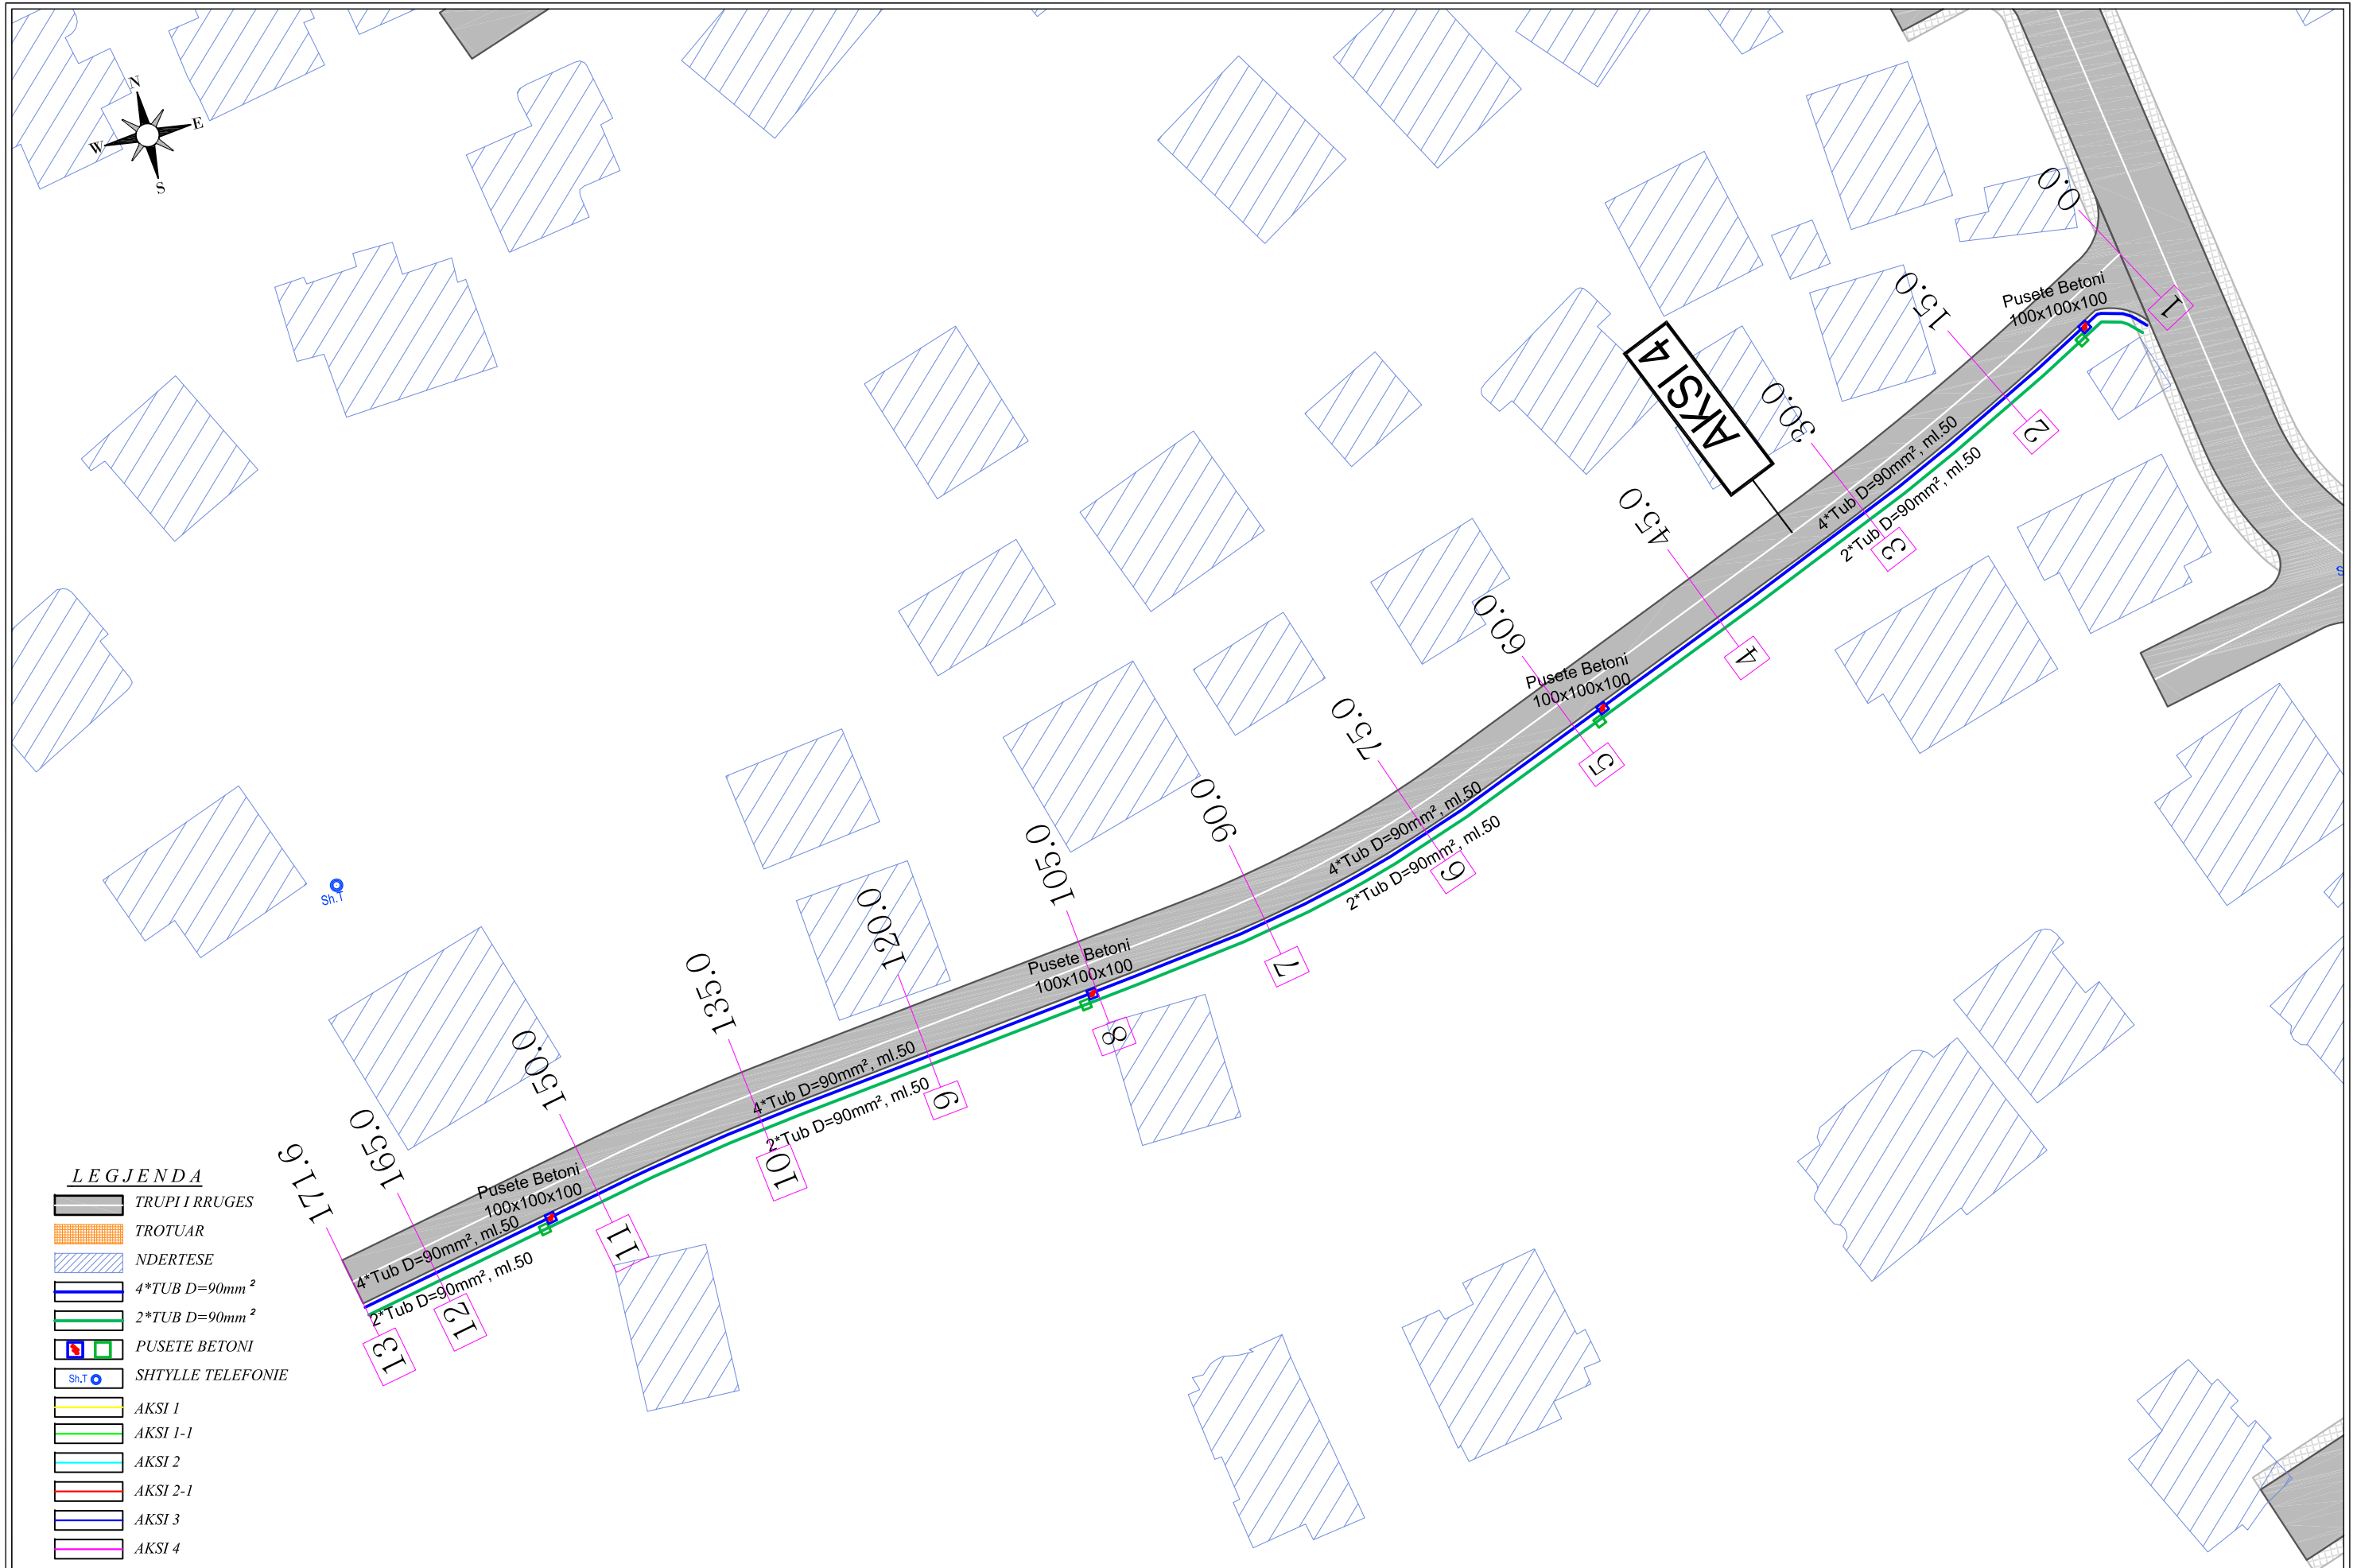 N
E
W
S
0.0
1
Pusete Betoni
100x100x100
15.0
2
AKSI 4
30.0
4*Tub D=90mm², ml.50
2*Tub D=90mm², ml.50
3
45.0
4
60.0
Pusete Betoni
100x100x100
5
75.0
4*Tub D=90mm², ml.50
2*Tub D=90mm², ml.50
6
90.0
7
105.0
Pusete Betoni
100x100x100
8
120.0
9
135.0
4*Tub D=90mm², ml.50
2*Tub D=90mm², ml.50
10
150.0
Pusete Betoni
100x100x100
11
165.0
4*Tub D=90mm², ml.50
2*Tub D=90mm², ml.50
12
171.6
13
Sh.T
S
LEGJENDA
TRUPI I RRUGES
TROTUAR
NDERTESE
4*TUB D=90mm²
2*TUB D=90mm²
PUSETE BETONI
Sh.T SHTYLLE TELEFONIE
AKSI 1
AKSI 1-1
AKSI 2
AKSI 2-1
AKSI 3
AKSI 4